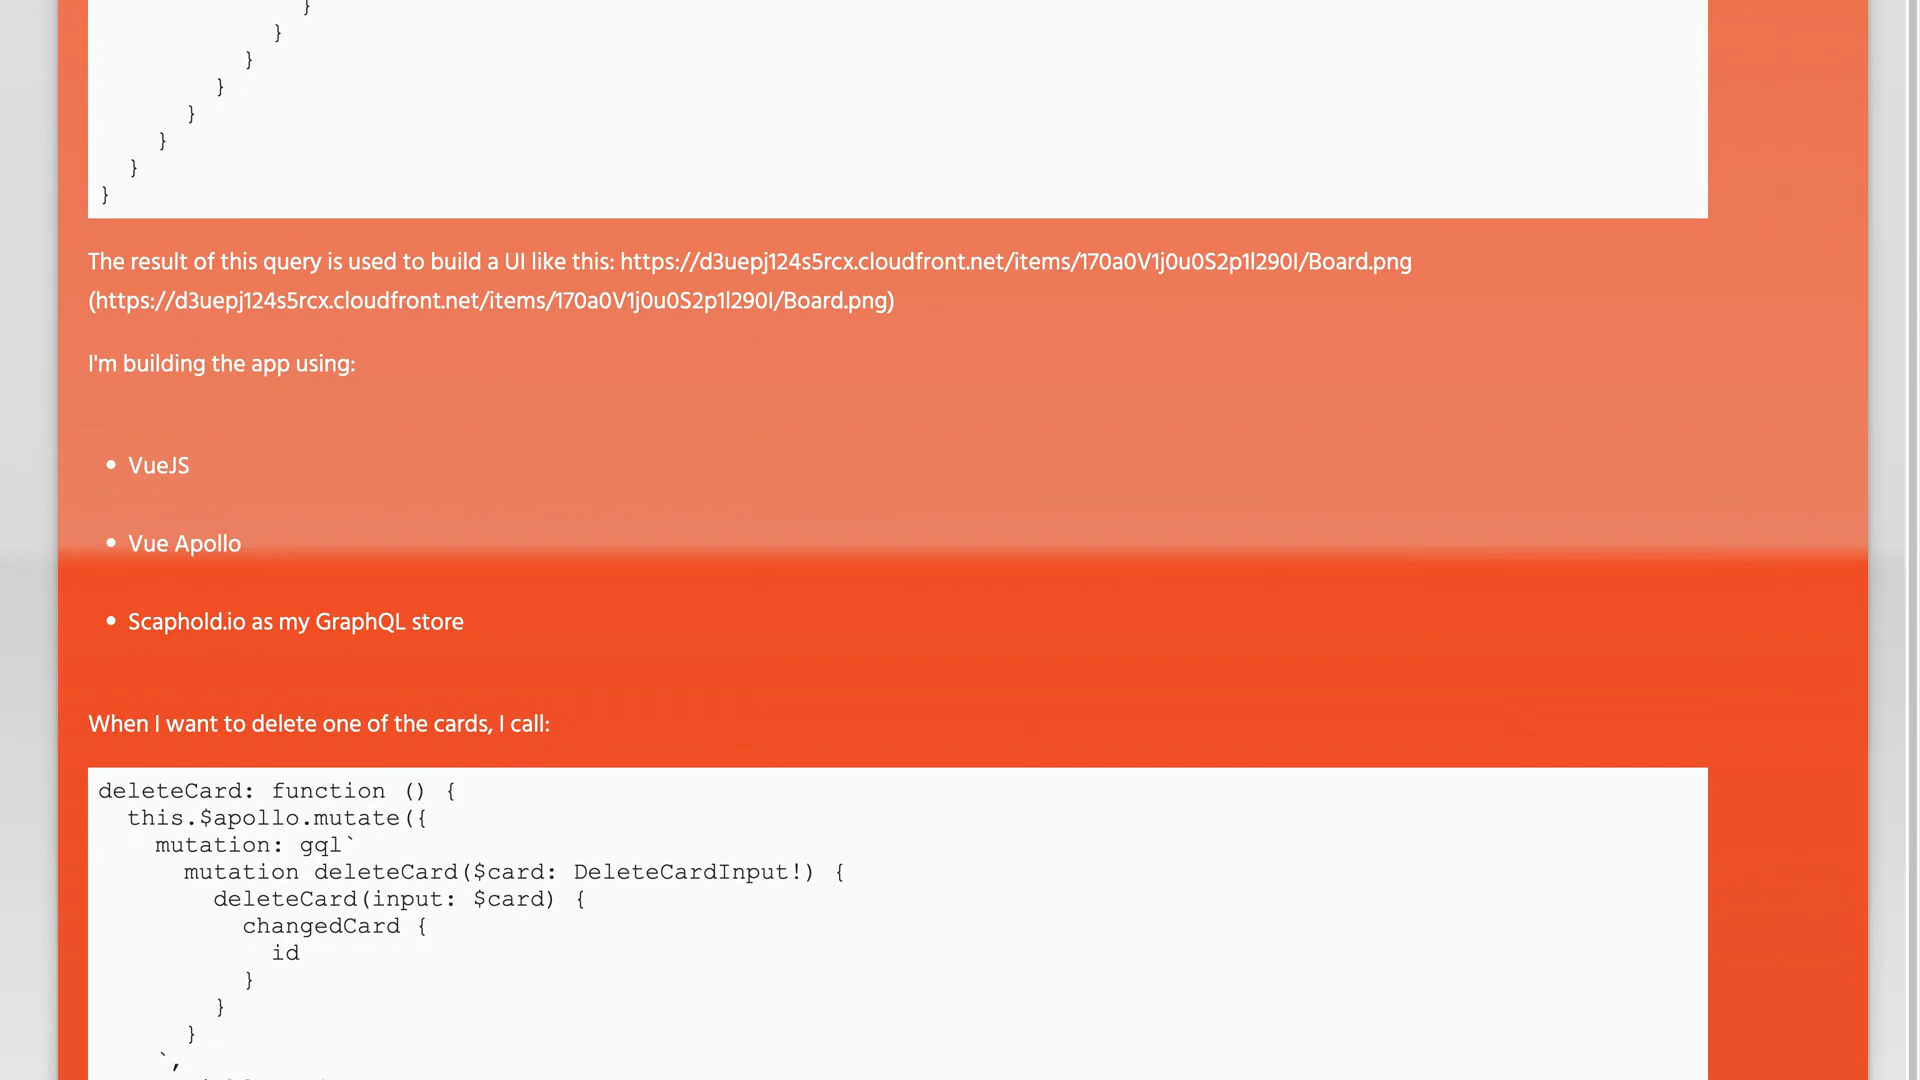 }
}
}
}
}
}
}
}
The result of this query is used to build a UI like this: https://d3uepj124s5rcx.cloudfront.net/items/170a0V1j0u0S2p1l290I/Board.png
(https://d3uepj124s5rcx.cloudfront.net/items/170a0V1j0u0S2p1l290I/Board.png)
I'm building the app using:
• VueJS
• Vue Apollo
• Scaphold.io as my GraphQL store
When I want to delete one of the cards, I call:
deleteCard: function () {
this.$apollo.mutate({
mutation: gql`
mutation deleteCard($card: DeleteCardInput!) {
deleteCard(input: $card) {
changedCard {
id
}
}
}
`,